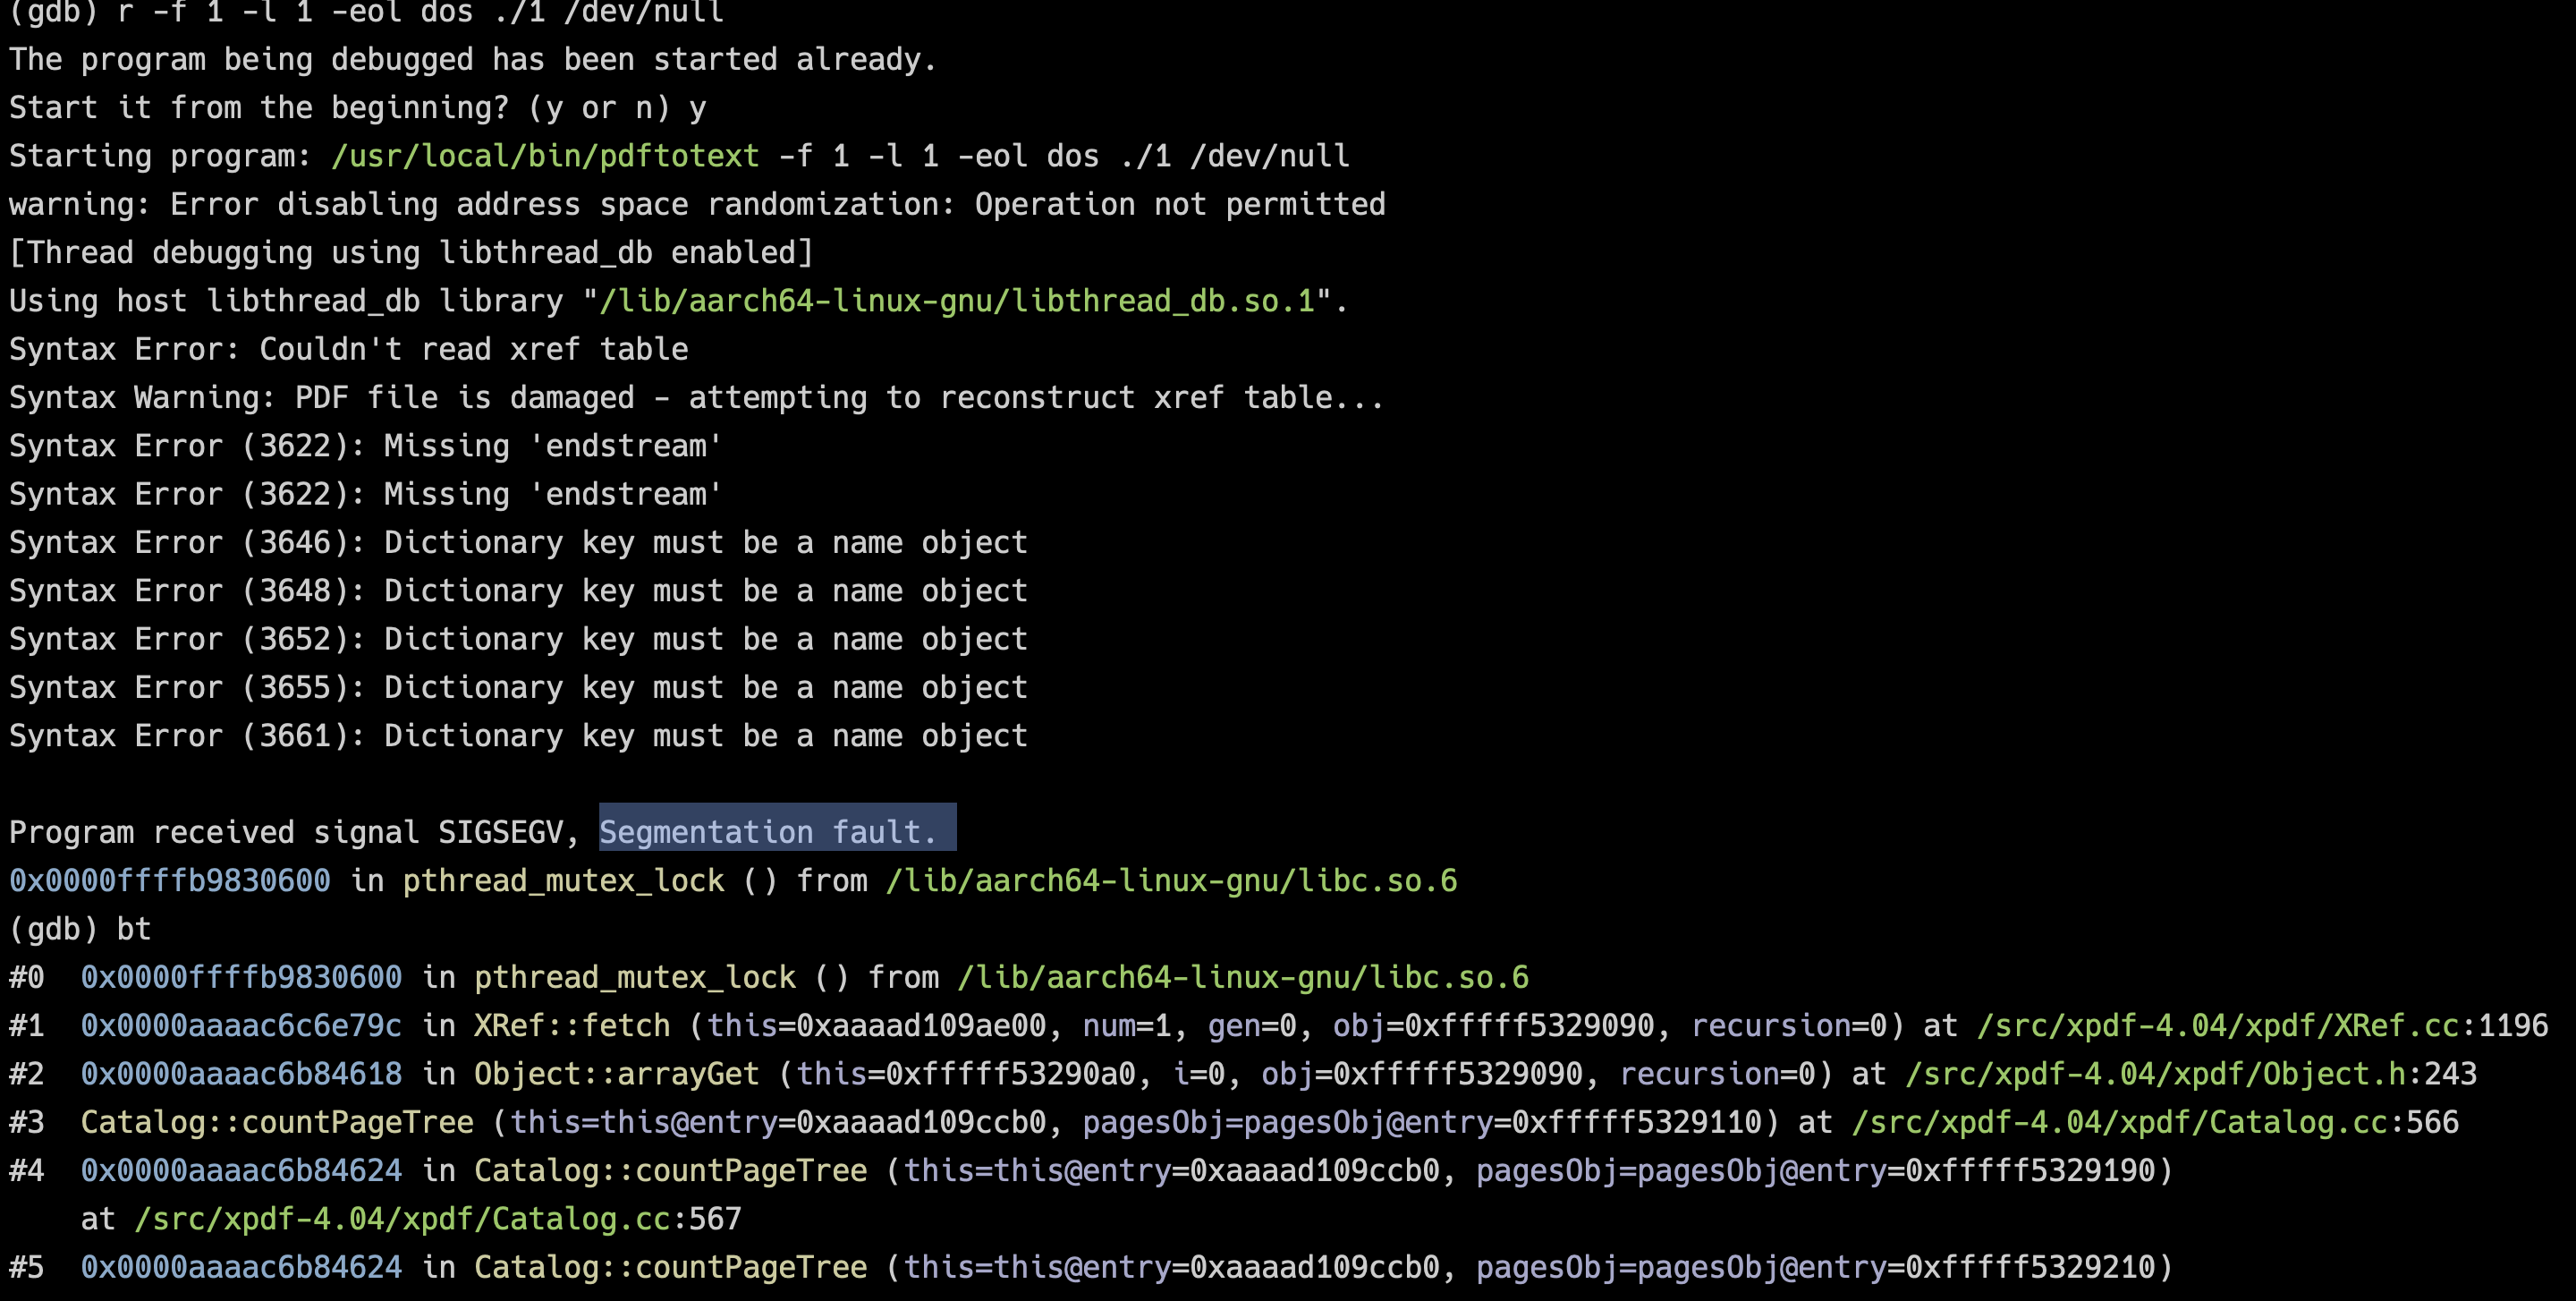 (gdb) r -f 1 -l 1 -eol dos ./1 /dev/null
The program being debugged has been started already.
Start it from the beginning? (y or n) y
Starting program: /usr/local/bin/pdftotext -f 1 -l 1 -eol dos ./1 /dev/null
warning: Error disabling address space randomization: Operation not permitted
[Thread debugging using libthread_db enabled]
Using host libthread_db library "/lib/aarch64-linux-gnu/libthread_db.so.1".
Syntax Error: Couldn't read xref table
Syntax Warning: PDF file is damaged - attempting to reconstruct xref table...
Syntax Error (3622): Missing 'endstream'
Syntax Error (3622): Missing 'endstream'
Syntax Error (3646): Dictionary key must be a name object
Syntax Error (3648): Dictionary key must be a name object
Syntax Error (3652): Dictionary key must be a name object
Syntax Error (3655): Dictionary key must be a name object
Syntax Error (3661): Dictionary key must be a name object
Program received signal SIGSEGV, Segmentation fault.
0x0000ffffb9830600 in pthread_mutex_lock () from /lib/aarch64-linux-gnu/libc.so.6
(gdb) bt
#0  0x0000ffffb9830600 in pthread_mutex_lock () from /lib/aarch64-linux-gnu/libc.so.6
#1  0x0000aaaac6c6e79c in XRef::fetch (this=0xaaaad109ae00, num=1, gen=0, obj=0xfffff5329090, recursion=0) at /src/xpdf-4.04/xpdf/XRef.cc:1196
#2  0x0000aaaac6b84618 in Object::arrayGet (this=0xfffff53290a0, i=0, obj=0xfffff5329090, recursion=0) at /src/xpdf-4.04/xpdf/Object.h:243
#3  Catalog::countPageTree (this=this@entry=0xaaaad109ccb0, pagesObj=pagesObj@entry=0xfffff5329110) at /src/xpdf-4.04/xpdf/Catalog.cc:566
#4  0x0000aaaac6b84624 in Catalog::countPageTree (this=this@entry=0xaaaad109ccb0, pagesObj=pagesObj@entry=0xfffff5329190)
    at /src/xpdf-4.04/xpdf/Catalog.cc:567
#5  0x0000aaaac6b84624 in Catalog::countPageTree (this=this@entry=0xaaaad109ccb0, pagesObj=pagesObj@entry=0xfffff5329210)